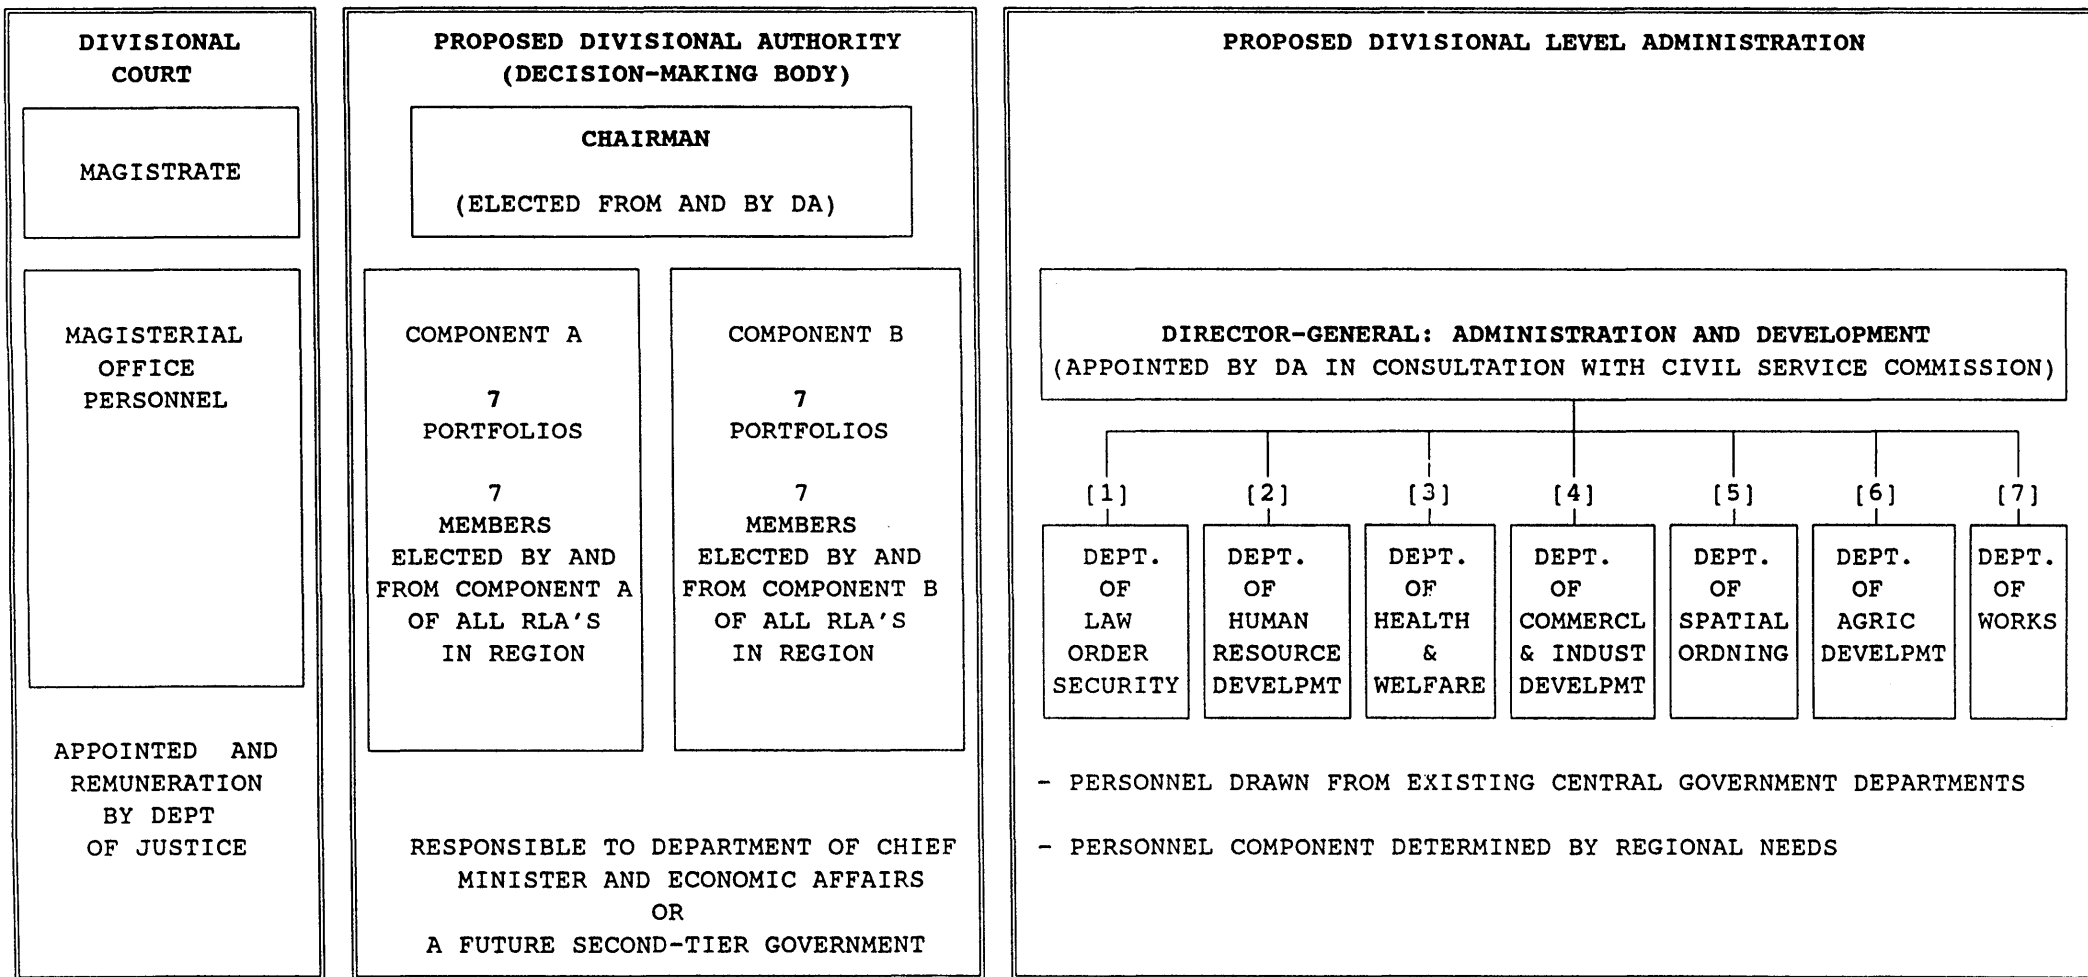 DIVISIONAL
COURT
MAGISTRATE
MAGISTERIAL
OFFICE
PERSONNEL
APPOINTED AND
REMUNERATION
BY DEPT
OF JUSTICE
PROPOSED DIVISIONAL AUTHORITY
(DECISION-MAKING BODY)
CHAIRMAN
(ELECTED FROM AND BY DA)
COMPONENT A
7
PORTFOLIOS
7
MEMBERS
ELECTED BY AND
FROM COMPONENT A
OF ALL RLA'S
IN REGION
COMPONENT B
7
PORTFOLIOS
7
MEMBERS
ELECTED BY AND
FROM COMPONENT B
OF ALL RLA'S
IN REGION
RESPONSIBLE TO DEPARTMENT OF CHIEF
MINISTER AND ECONOMIC AFFAIRS
OR
A FUTURE SECOND-TIER GOVERNMENT
PROPOSED DIVISIONAL LEVEL ADMINISTRATION
DIRECTOR-GENERAL: ADMINISTRATION AND DEVELOPMENT
(APPOINTED BY DA IN CONSULTATION WITH CIVIL SERVICE COMMISSION)
[1]
DEPT.
OF
LAW
ORDER
SECURITY
[2]
DEPT.
OF
HUMAN
RESOURCE
DEVELPMT
[3]
DEPT.
OF
HEALTH
&
WELFARE
[4]
DEPT.
OF
COMMERCL
& INDUST
DEVELPMT
[5]
DEPT.
OF
SPATIAL
ORDNING
[6]
DEPT.
OF
AGRIC
DEVELPMT
[7]
DEPT.
OF
WORKS
- PERSONNEL DRAWN FROM EXISTING CENTRAL GOVERNMENT DEPARTMENTS
- PERSONNEL COMPONENT DETERMINED BY REGIONAL NEEDS